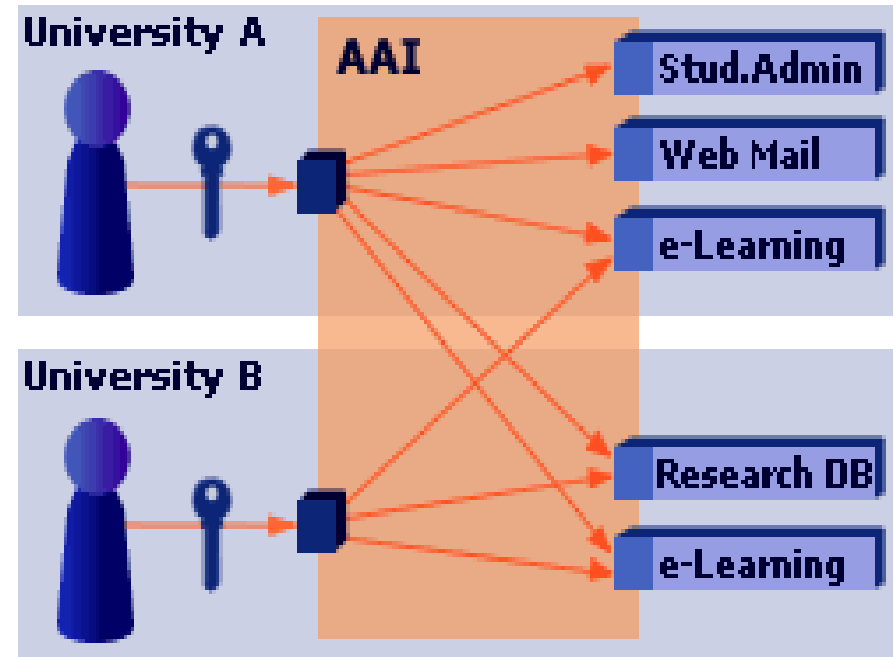 University A
AAI
Stud.Admin
Web Mail
e-Learning
University B
Research DB
e-Learning